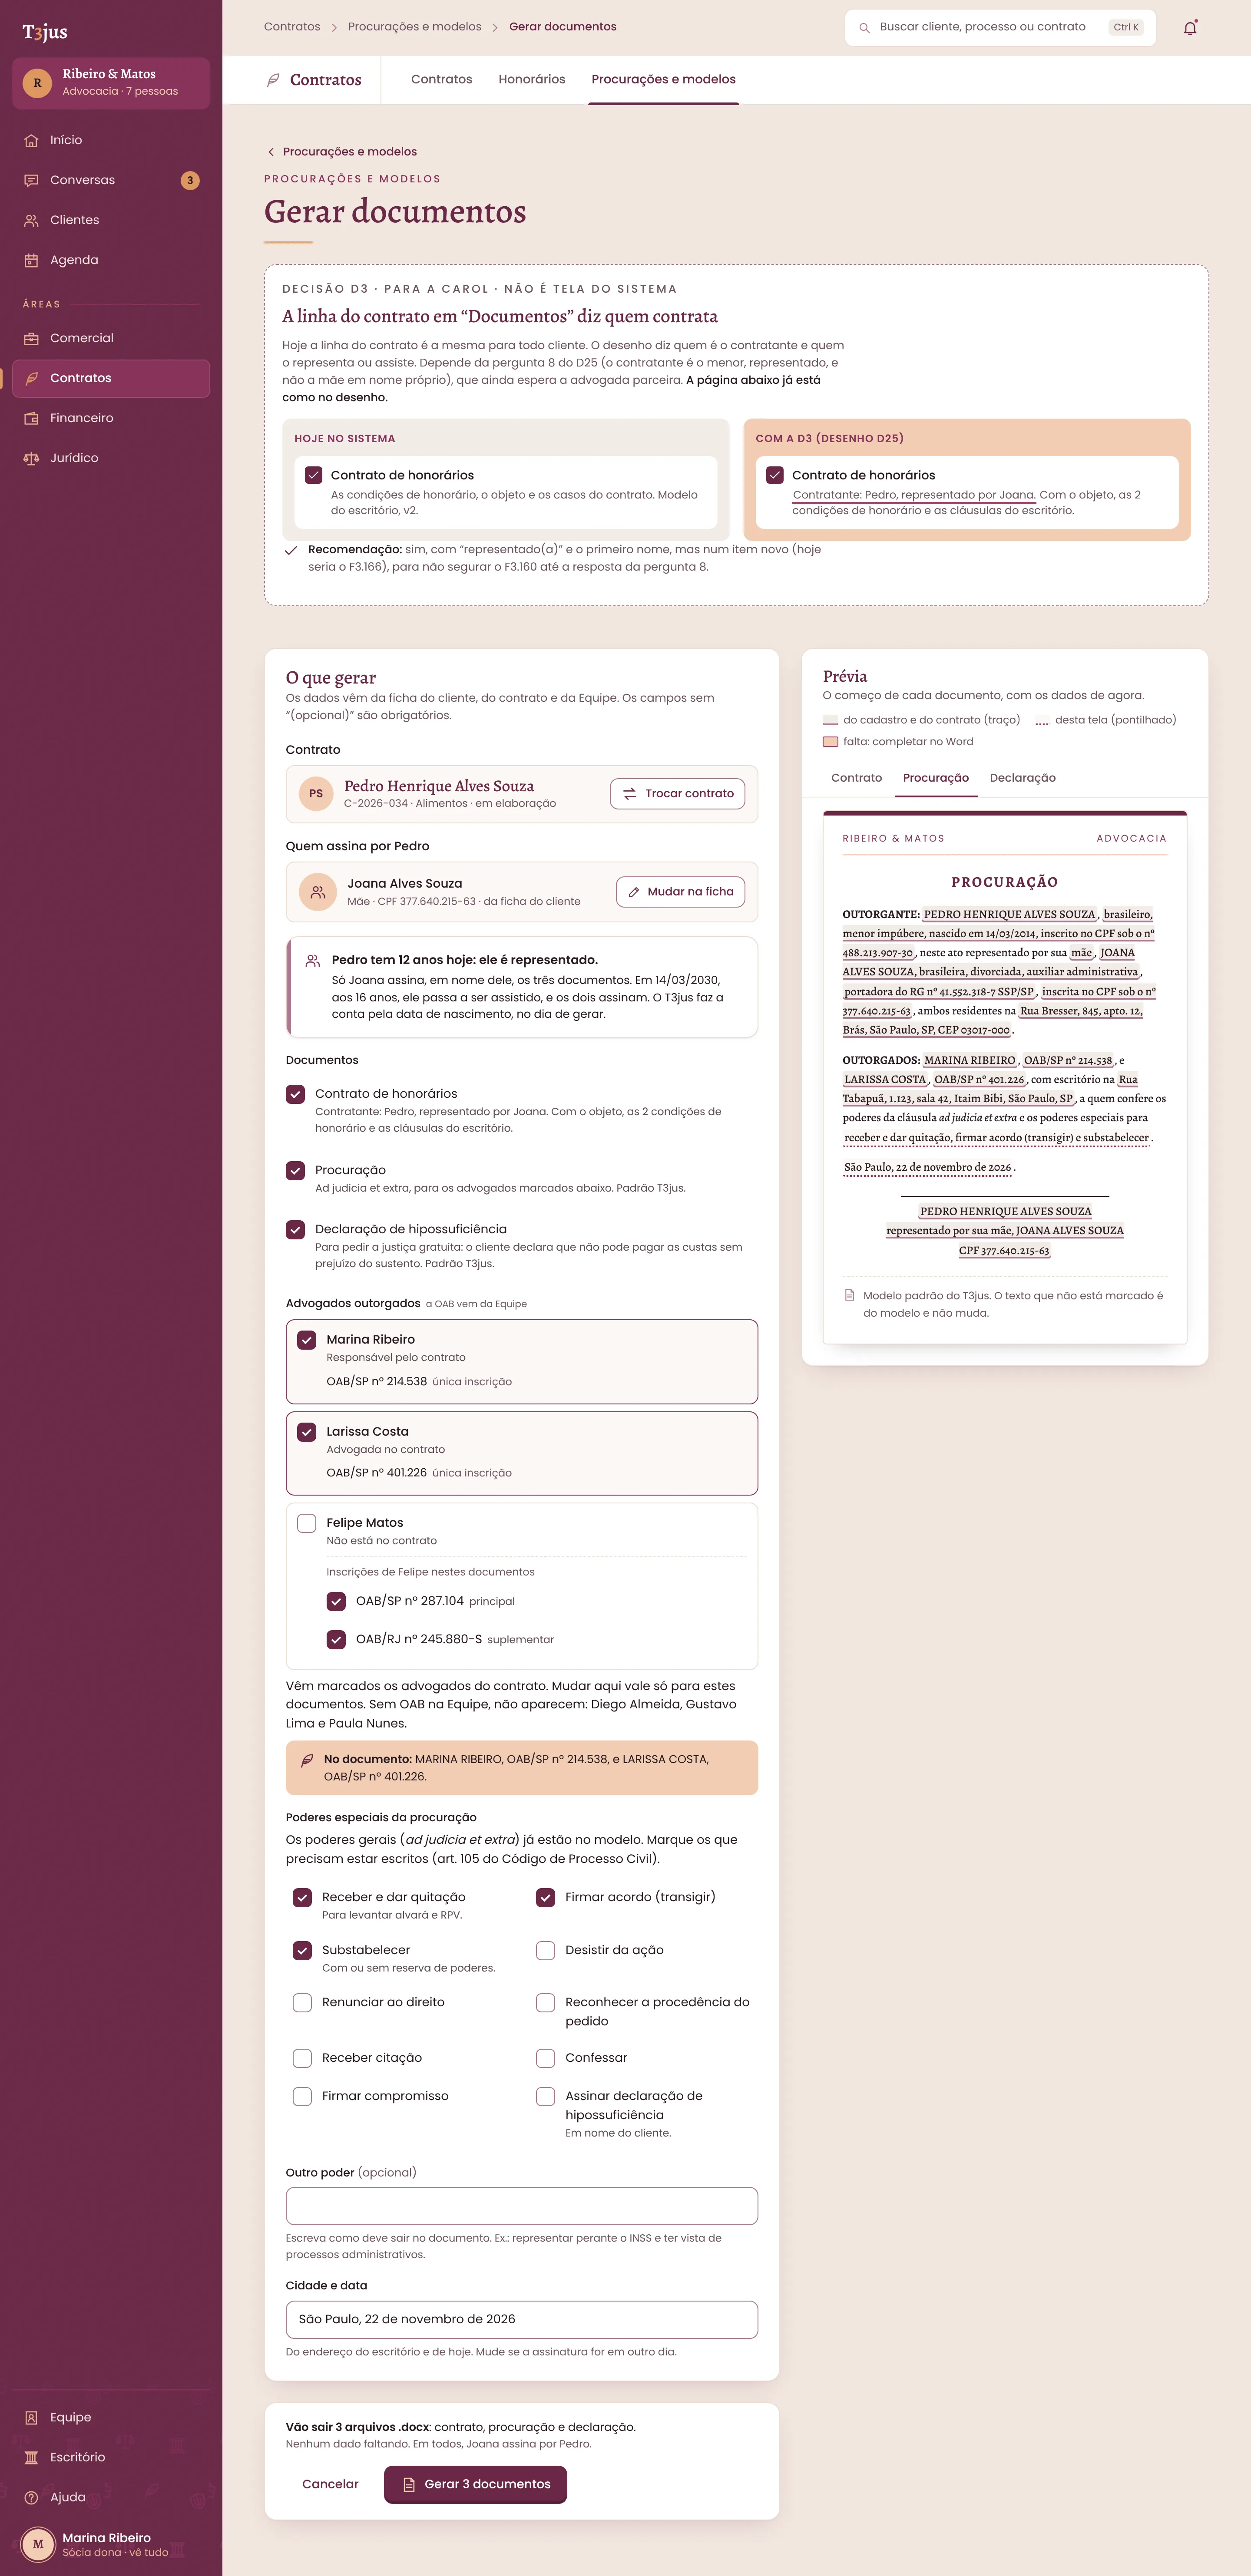 T3jus
R
Ribeiro & Matos
Advocacia · 7 pessoas
Início
Conversas
3
Clientes
Agenda
ÁREAS
Comercial
Contratos
Financeiro
Jurídico
Equipe
Escritório
Ajuda
M
Marina Ribeiro
Sócia dona · vê tudo
Contratos
Procurações e modelos
Gerar documentos
Buscar cliente, processo ou contrato
Ctrl K
Contratos
Contratos
Honorários
Procurações e modelos
Procurações e modelos
PROCURAÇÕES E MODELOS
Gerar documentos
DECISÃO D3 · PARA A CAROL · NÃO É TELA DO SISTEMA
A linha do contrato em “Documentos” diz quem contrata
Hoje a linha do contrato é a mesma para todo cliente. O desenho diz quem é o contratante e quem
o representa ou assiste. Depende da pergunta 8 do D25 (o contratante é o menor, representado, e
não a mãe em nome próprio), que ainda espera a advogada parceira. A página abaixo já está
como no desenho.
HOJE NO SISTEMA
Contrato de honorários
As condições de honorário, o objeto e os casos do contrato. Modelo
do escritório, v2.
COM A D3 (DESENHO D25)
Contrato de honorários
Contratante: Pedro, representado por Joana. Com o objeto, as 2
condições de honorário e as cláusulas do escritório.
Recomendação: sim, com “representado(a)” e o primeiro nome, mas num item novo (hoje
seria o F3.166), para não segurar o F3.160 até a resposta da pergunta 8.
O que gerar
Os dados vêm da ficha do cliente, do contrato e da Equipe. Os campos sem
“(opcional)” são obrigatórios.
Contrato
PS
Pedro Henrique Alves Souza
C-2026-034 · Alimentos · em elaboração
Trocar contrato
Quem assina por Pedro
Joana Alves Souza
Mãe · CPF 377.640.215-63 · da ficha do cliente
Mudar na ficha
Pedro tem 12 anos hoje: ele é representado.
Só Joana assina, em nome dele, os três documentos. Em 14/03/2030,
aos 16 anos, ele passa a ser assistido, e os dois assinam. O T3jus faz a
conta pela data de nascimento, no dia de gerar.
Documentos
Contrato de honorários
Contratante: Pedro, representado por Joana. Com o objeto, as 2 condições de
honorário e as cláusulas do escritório.
Procuração
Ad judicia et extra, para os advogados marcados abaixo. Padrão T3jus.
Declaração de hipossuficiência
Para pedir a justiça gratuita: o cliente declara que não pode pagar as custas sem
prejuízo do sustento. Padrão T3jus.
Advogados outorgados a OAB vem da Equipe
Marina Ribeiro
Responsável pelo contrato
OAB/SP nº 214.538 única inscrição
Larissa Costa
Advogada no contrato
OAB/SP nº 401.226 única inscrição
Felipe Matos
Não está no contrato
Inscrições de Felipe nestes documentos
OAB/SP nº 287.104 principal
OAB/RJ nº 245.880-S suplementar
Vêm marcados os advogados do contrato. Mudar aqui vale só para estes
documentos. Sem OAB na Equipe, não aparecem: Diego Almeida, Gustavo
Lima e Paula Nunes.
No documento: MARINA RIBEIRO, OAB/SP nº 214.538, e LARISSA COSTA,
OAB/SP nº 401.226.
Poderes especiais da procuração
Os poderes gerais (ad judicia et extra) já estão no modelo. Marque os que
precisam estar escritos (art. 105 do Código de Processo Civil).
Receber e dar quitação
Para levantar alvará e RPV.
Firmar acordo (transigir)
Substabelecer
Com ou sem reserva de poderes.
Desistir da ação
Renunciar ao direito
Reconhecer a procedência do
pedido
Receber citação
Confessar
Firmar compromisso
Assinar declaração de
hipossuficiência
Em nome do cliente.
Outro poder (opcional)
Escreva como deve sair no documento. Ex.: representar perante o INSS e ter vista de
processos administrativos.
Cidade e data
São Paulo, 22 de novembro de 2026
Do endereço do escritório e de hoje. Mude se a assinatura for em outro dia.
Vão sair 3 arquivos .docx: contrato, procuração e declaração.
Nenhum dado faltando. Em todos, Joana assina por Pedro.
Cancelar
Gerar 3 documentos
Prévia
O começo de cada documento, com os dados de agora.
do cadastro e do contrato (traço)
desta tela (pontilhado)
falta: completar no Word
Contrato
Procuração
Declaração
RIBEIRO & MATOS
ADVOCACIA
PROCURAÇÃO
OUTORGANTE: PEDRO HENRIQUE ALVES SOUZA, brasileiro,
menor impúbere, nascido em 14/03/2014, inscrito no CPF sob o nº
488.213.907-30, neste ato representado por sua mãe, JOANA
ALVES SOUZA, brasileira, divorciada, auxiliar administrativa,
portadora do RG nº 41.552.318-7 SSP/SP, inscrita no CPF sob o nº
377.640.215-63, ambos residentes na Rua Bresser, 845, apto. 12,
Brás, São Paulo, SP, CEP 03017-000.
OUTORGADOS: MARINA RIBEIRO, OAB/SP nº 214.538, e
LARISSA COSTA, OAB/SP nº 401.226, com escritório na Rua
Tabapuã, 1.123, sala 42, Itaim Bibi, São Paulo, SP, a quem confere os
poderes da cláusula ad judicia et extra e os poderes especiais para
receber e dar quitação, firmar acordo (transigir) e substabelecer.
São Paulo, 22 de novembro de 2026.
PEDRO HENRIQUE ALVES SOUZA
representado por sua mãe, JOANA ALVES SOUZA
CPF 377.640.215-63
Modelo padrão do T3jus. O texto que não está marcado é
do modelo e não muda.